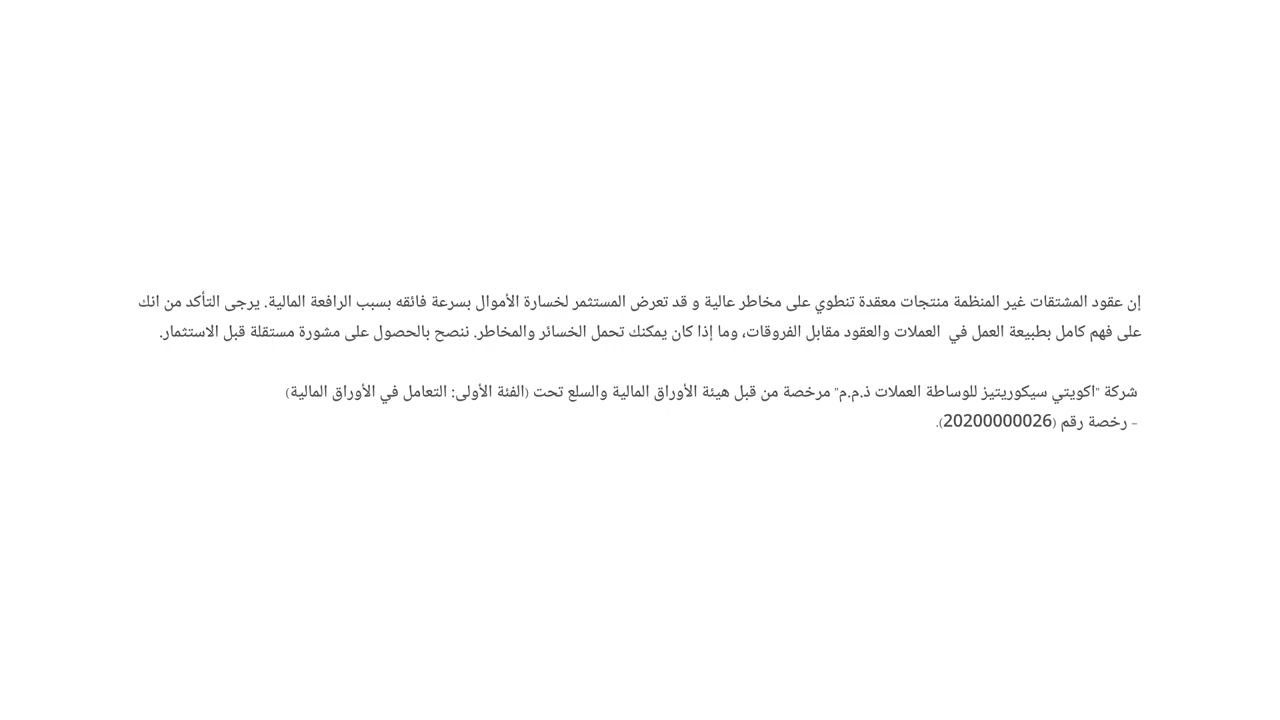 إن عقود المشتقات غير المنظمة منتجات معقدة تنطوي على مخاطر عالية و قد تعرض المستثمر لخسارة الأموال بسرعة فائقه بسبب الرافعة المالية. يرجى التأكد من انك
على فهم كامل بطبيعة العمل في العملات والعقود مقابل الفروقات، وما إذا كان يمكنك تحمل الخسائر والمخاطر. ننصح بالحصول على مشورة مستقلة قبل الاستثمار.
شركة "اكويتي سيكوريتيز للوساطة العملات ذ.م.م" مرخصة من قبل هيئة الأوراق المالية والسلع تحت (الفئة الأولى: التعامل في الأوراق المالية)
- رخصة رقم (20200000026).